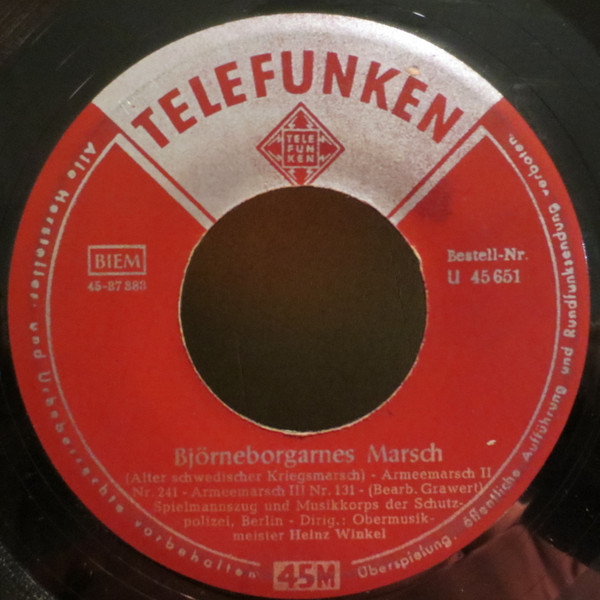 TELEFUNKEN
TELE
FUN
KEN
BIEM
45-27 383
Bestell-Nr.
U 45 651
Björneborgarnes Marsch
(Alter schwedischer Kriegsmarsch) - Armeemarsch II
Nr. 241 - Armeemarsch III Nr. 131 - (Bearb. Grawert)
Spielmannszug und Musikkorps der Schutz-
polizei, Berlin - Dirig.: Obermusik-
meister Heinz Winkel
45M
Alle Hersteller- und Urheberrechte vorbehalten
Überspielung, öffentliche Aufführung und Rundfunksendung verboten.